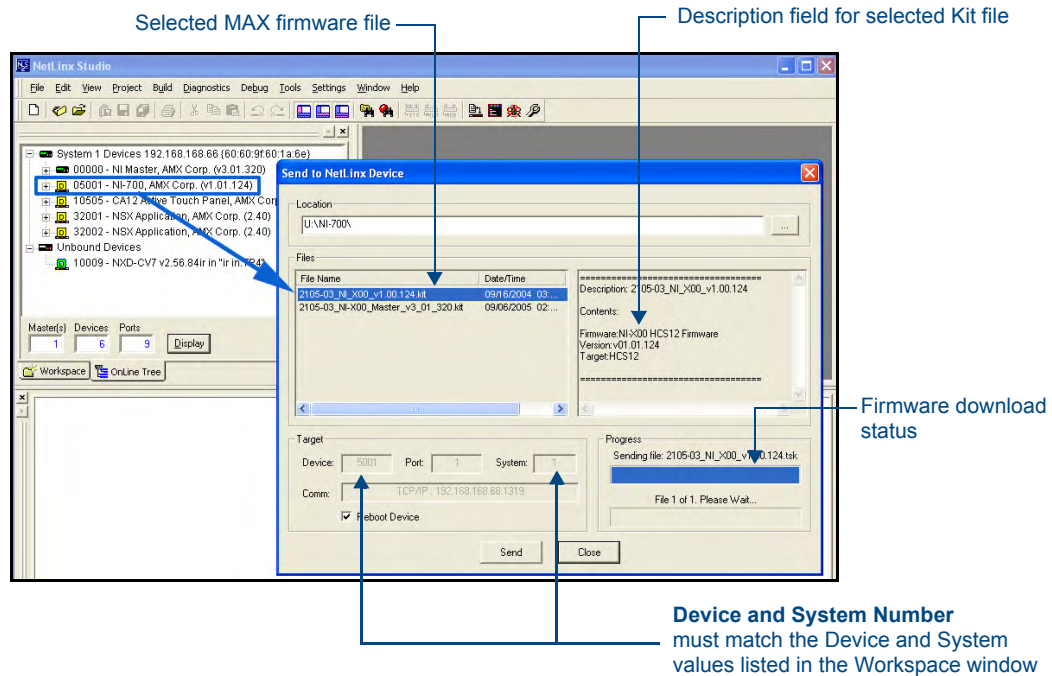 Selected MAX firmware file
Description field for selected Kit file
NetLinx Studio
File Edit View Project Build Diagnostics Debug Tools Settings Window Help
System 1 Devices 192.168.168.66 {60:60:9f:60:1a:6e}
00000 - NI Master, AMX Corp. (v3.01.320)
05001 - NI-700, AMX Corp. (v1.01.124)
10505 - CA12 Active Touch Panel, AMX Corp
32001 - NSX Application, AMX Corp. (2.40)
32002 - NSX Application, AMX Corp. (2.40)
Unbound Devices
10009 - NXD-CV7 v2.56.84ir in "ir in.TP4"
Master(s) Devices Ports
1 6 9 Display
Workspace OnLine Tree
Send to NetLinx Device
Location
U:\NI-700\
...
Files
File Name Date/Time
2105-03_NI_X00_v1.00.124.kit 09/16/2004 03:...
2105-03_NI-X00_Master_v3_01_320.kit 09/06/2005 02:...
===================================
Description: 2105-03_NI_X00_v1.00.124
Contents:
Firmware:NI-X00 HCS12 Firmware
Version:v01.01.124
Target:HCS12
===================================
Firmware download
status
Target
Device: 5001 Port: 1 System: 1
Comm: TCP/IP : 192.168.168.66:1319
Reboot Device
Progress
Sending file: 2105-03_NI_X00_v1.00.124.tsk
File 1 of 1. Please Wait...
Send Close
Device and System Number
must match the Device and System
values listed in the Workspace window